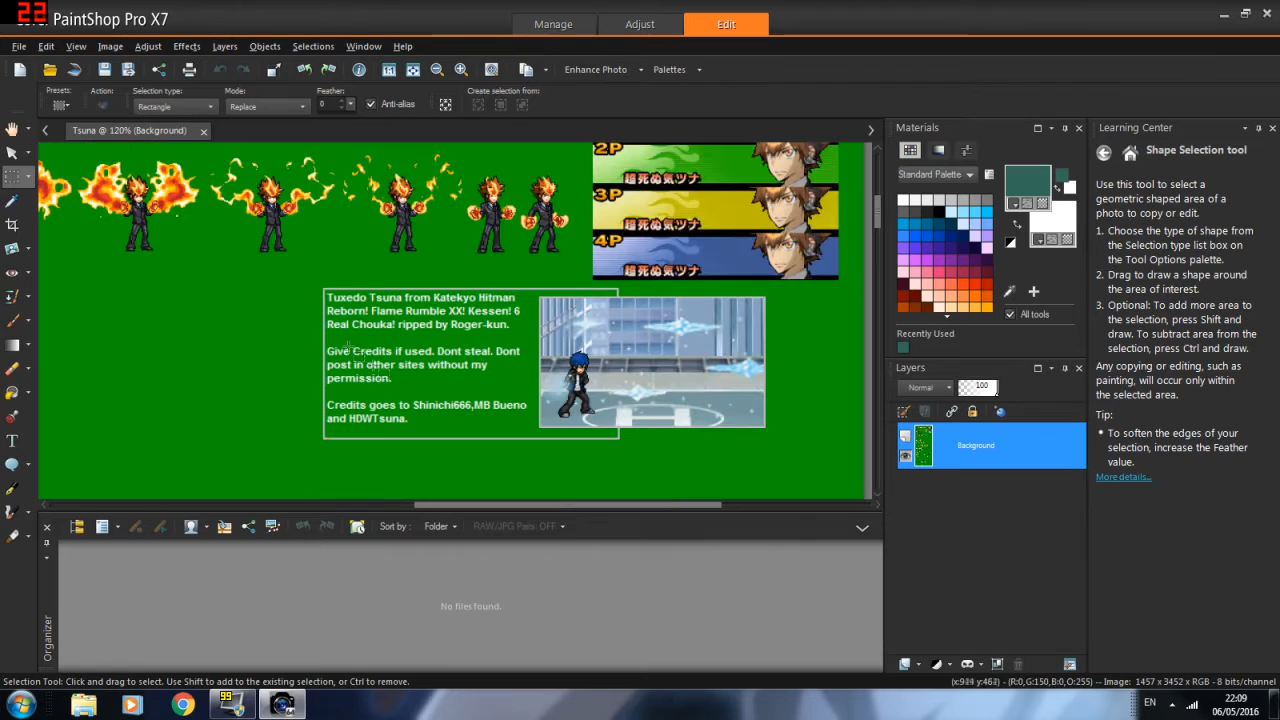 22
PaintShop Pro X7
Manage
Adjust
Edit
File Edit View Image Adjust Effects Layers Objects Selections Window Help
Enhance Photo
Palettes
Presets:
Action:
Selection type:
Mode:
Feather:
Create selection from:
Rectangle
Replace
0
Anti-alias
Tsuna @ 120% (Background)
2P
超死ぬ気ツナ
3P
超死ぬ気ツナ
4P
超死ぬ気ツナ
Tuxedo Tsuna from Katekyo Hitman
Reborn! Flame Rumble XX! Kessen! 6
Real Chouka! ripped by Roger-kun.
Give credits if used. Dont steal. Dont
post in other sites without my
permission.
Credits goes to Shinichi666,MB Bueno
and HDWTsuna.
Materials
Standard Palette
All tools
Recently Used
Layers
Normal
100
Background
Learning Center
Shape Selection tool
Use this tool to select a
geometric shaped area of a
photo to copy or edit.
1. Choose the type of shape from
the Selection type list box on
the Tool Options palette.
2. Drag to draw a shape around
the area of interest.
3. Optional: To add more area to
the selection, press Shift and
draw. To subtract area from
the selection, press Ctrl and
draw.
Any copying or editing, such as
painting, will occur only within
the selected area.
Tip:
To soften the edges of your
selection, increase the Feather
value.
More details...
Sort by:
Folder
RAW/JPG Pairs: OFF
No files found.
Organizer
Selection Tool: Click and drag to select. Use Shift to add to the existing selection, or Ctrl to remove.
(R:0,G:150,B:0,O:255) -- Image: 1457 x 3452 x RGB - 8 bits/channel
99
EN
22:09
06/05/2016